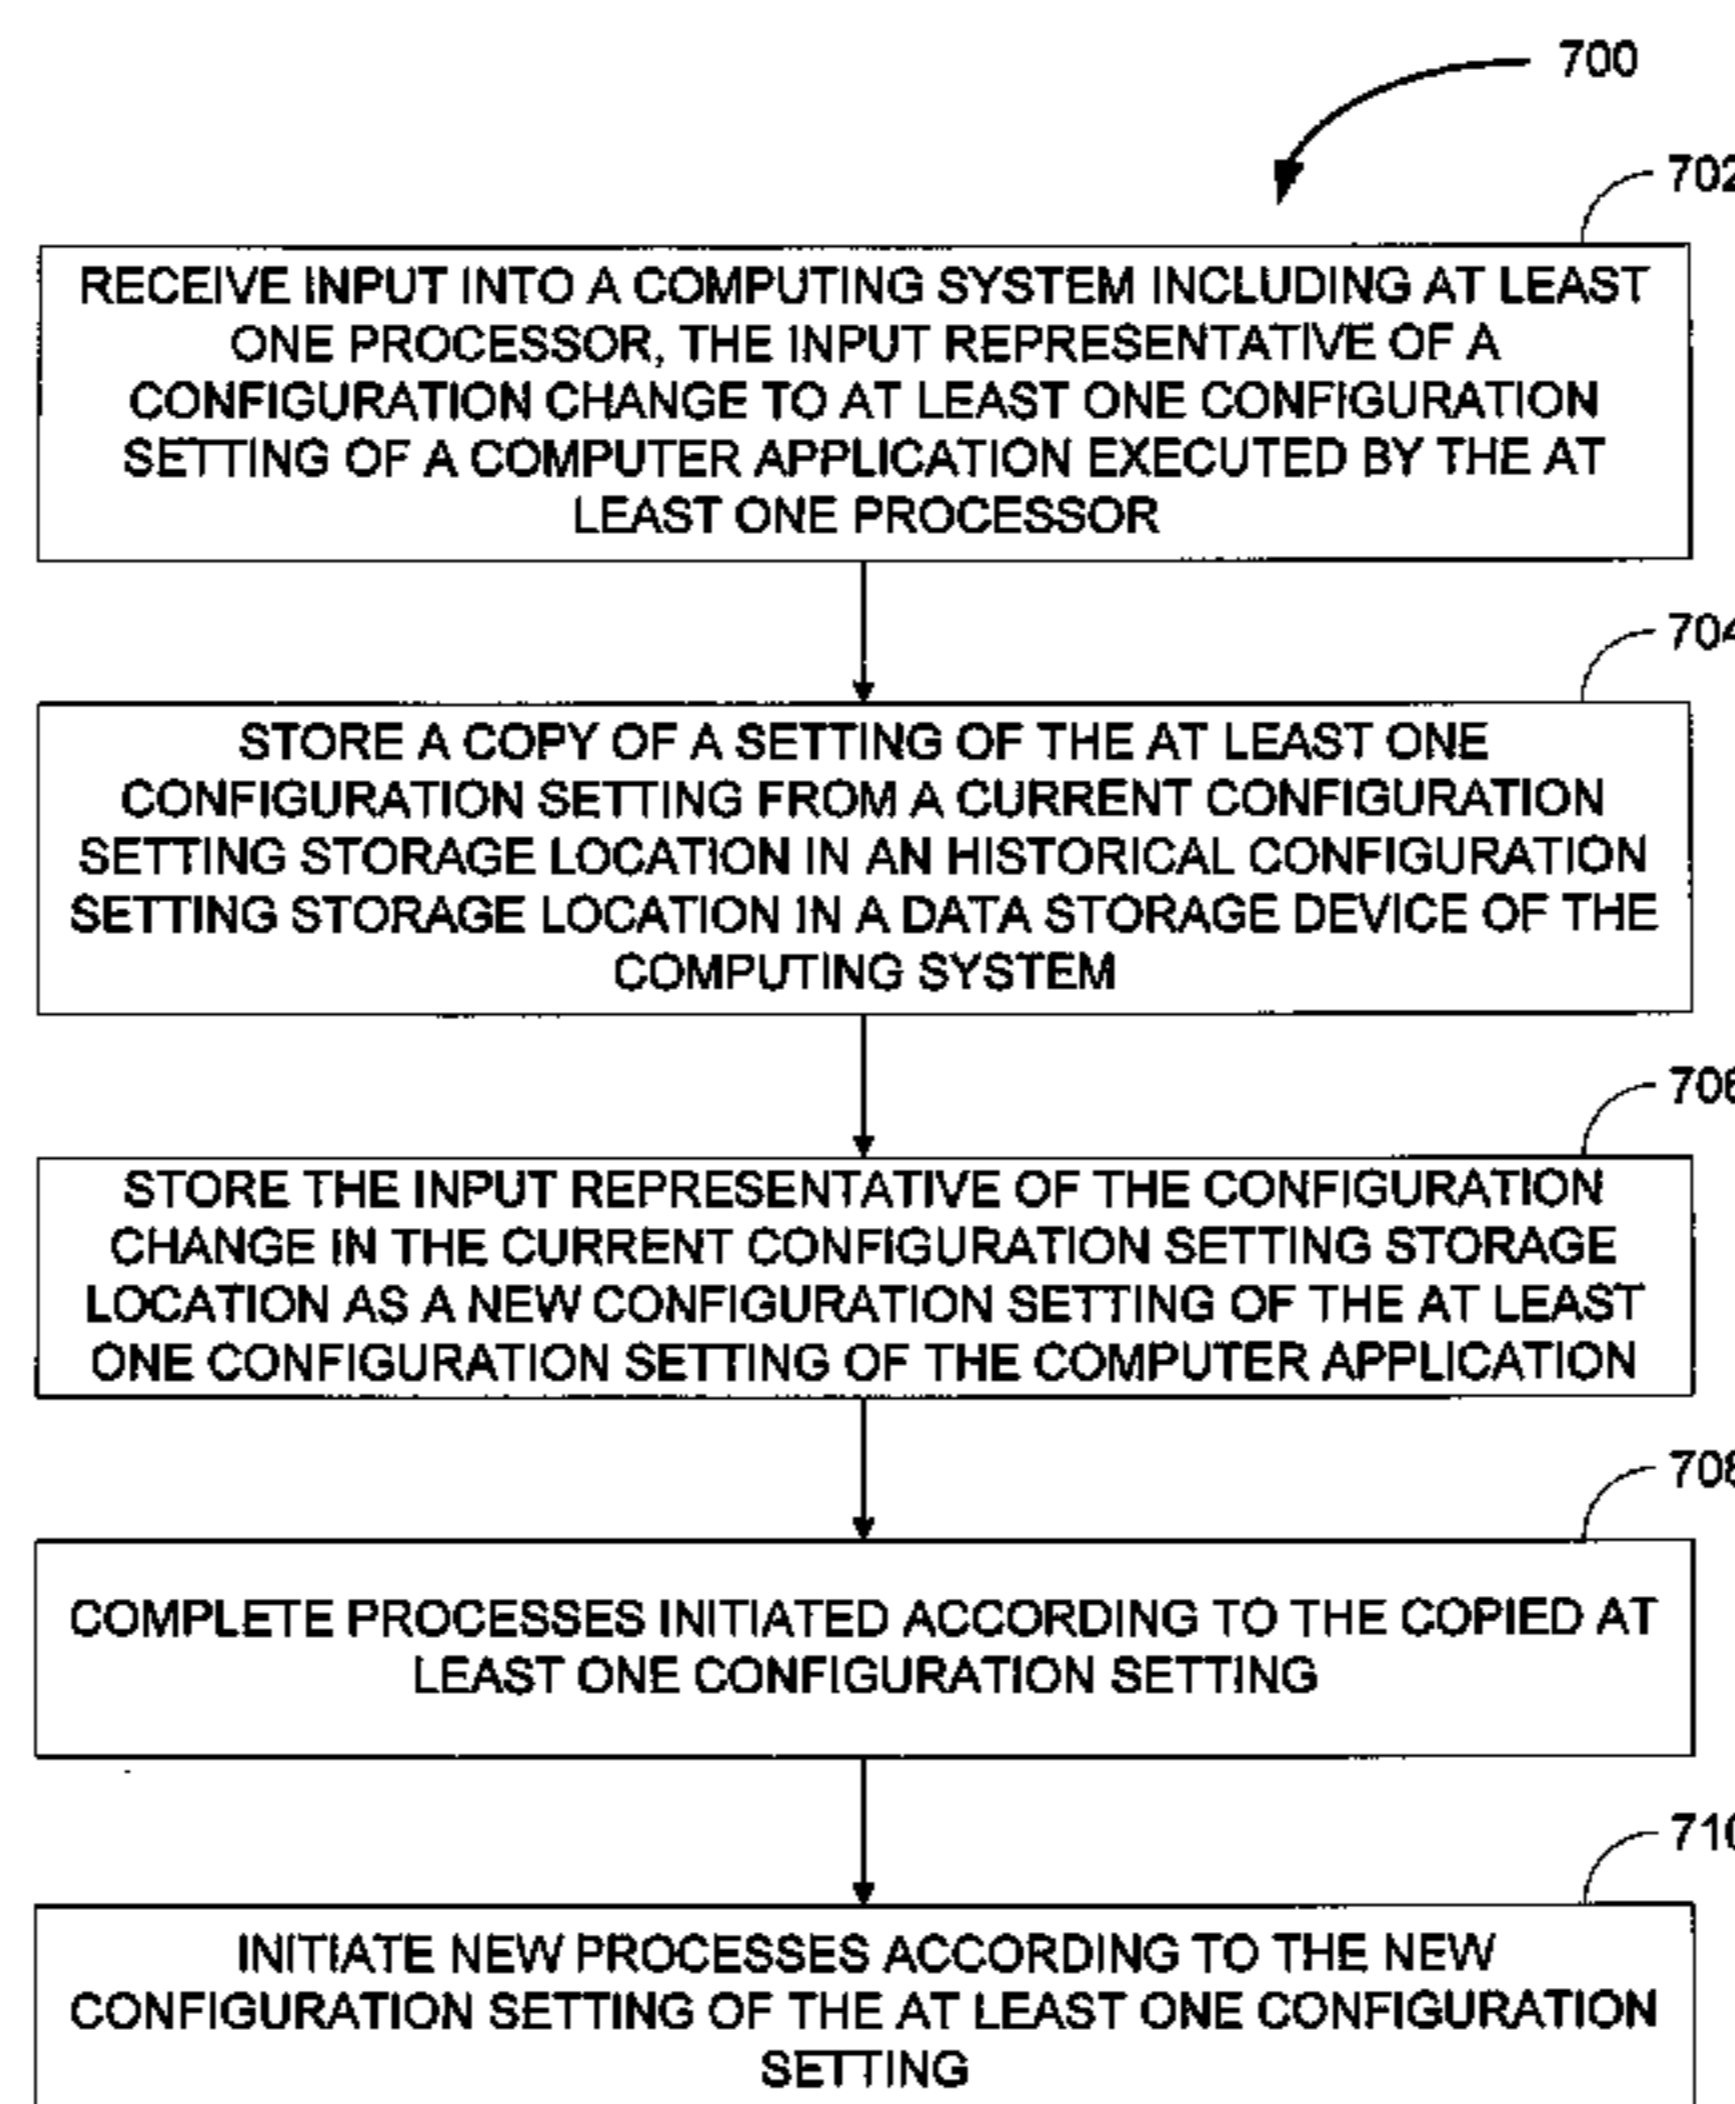 700
702
RECEIVE INPUT INTO A COMPUTING SYSTEM INCLUDING AT LEAST
ONE PROCESSOR, THE INPUT REPRESENTATIVE OF A
CONFIGURATION CHANGE TO AT LEAST ONE CONFIGURATION
SETTING OF A COMPUTER APPLICATION EXECUTED BY THE AT
LEAST ONE PROCESSOR
704
STORE A COPY OF A SETTING OF THE AT LEAST ONE
CONFIGURATION SETTING FROM A CURRENT CONFIGURATION
SETTING STORAGE LOCATION IN AN HISTORICAL CONFIGURATION
SETTING STORAGE LOCATION IN A DATA STORAGE DEVICE OF THE
COMPUTING SYSTEM
706
STORE THE INPUT REPRESENTATIVE OF THE CONFIGURATION
CHANGE IN THE CURRENT CONFIGURATION SETTING STORAGE
LOCATION AS A NEW CONFIGURATION SETTING OF THE AT LEAST
ONE CONFIGURATION SETTING OF THE COMPUTER APPLICATION
708
COMPLETE PROCESSES INITIATED ACCORDING TO THE COPIED AT
LEAST ONE CONFIGURATION SETTING
710
INITIATE NEW PROCESSES ACCORDING TO THE NEW
CONFIGURATION SETTING OF THE AT LEAST ONE CONFIGURATION
SETTING